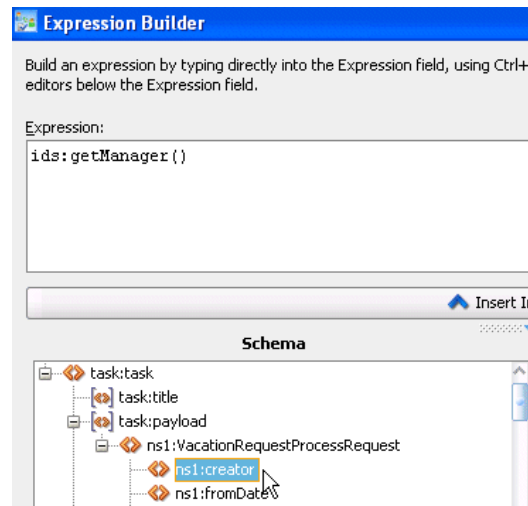 Expression Builder
Build an expression by typing directly into the Expression field, using Ctrl+
editors below the Expression field.
Expression:
ids:getManager()
Insert I
Schema
task:task
task:title
task:payload
ns1:VacationRequestProcessRequest
ns1:creator
ns1:fromDate